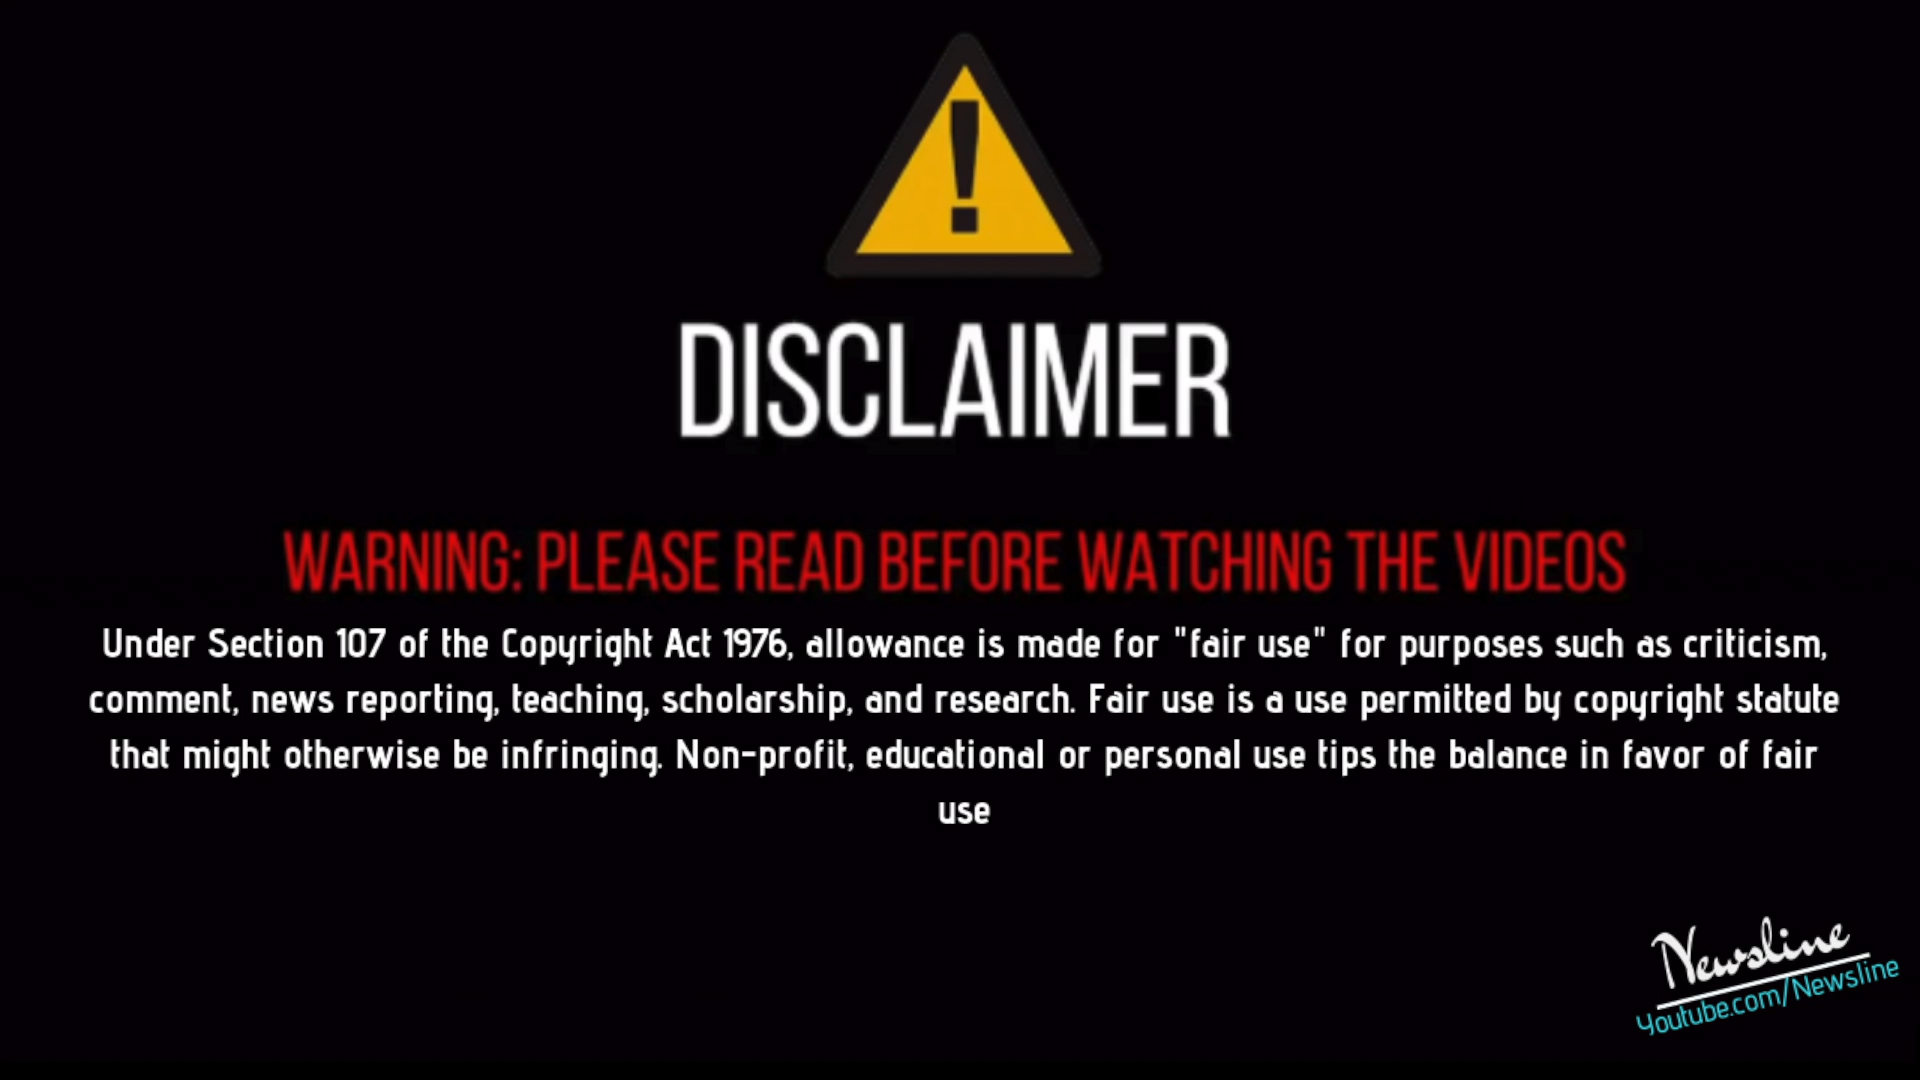 !
DISCLAIMER
WARNING: PLEASE READ BEFORE WATCHING THE VIDEOS
Under Section 107 of the Copyright Act 1976, allowance is made for "fair use" for purposes such as criticism,
comment, news reporting, teaching, scholarship, and research. Fair use is a use permitted by copyright statute
that might otherwise be infringing. Non-profit, educational or personal use tips the balance in favor of fair
use
Newsline
Youtube.com/Newsline